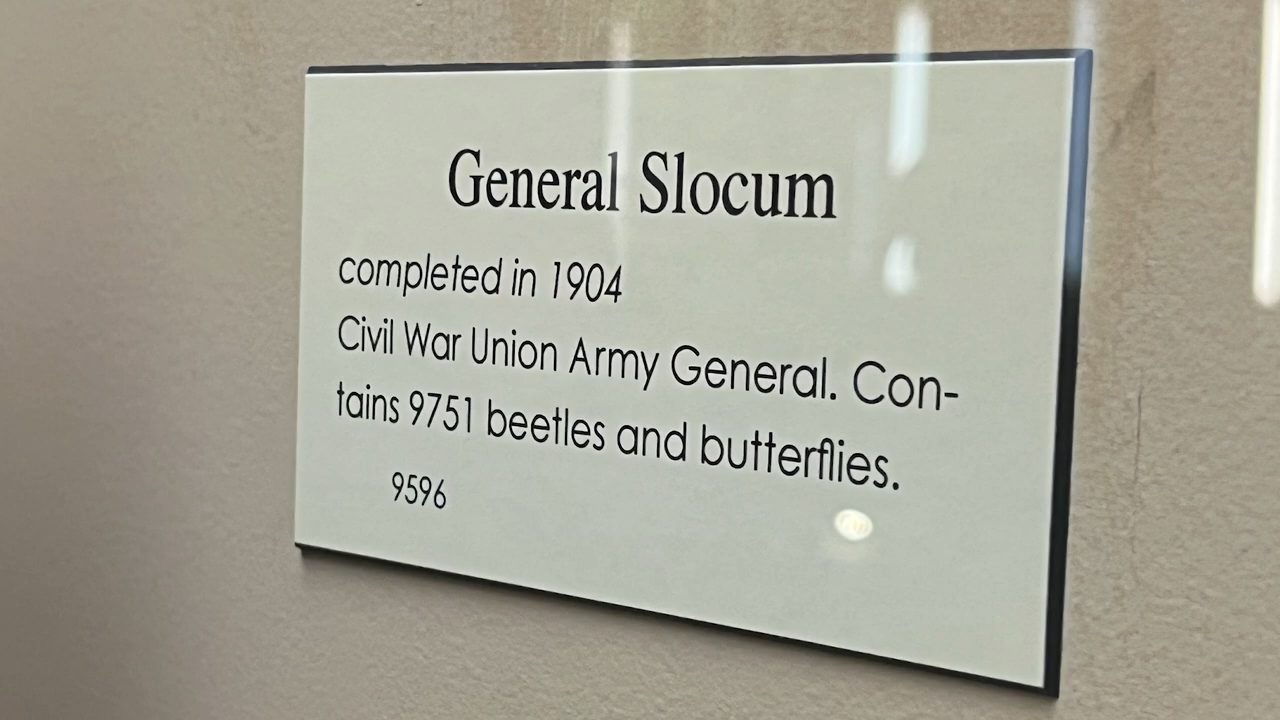 General Slocum
completed in 1904
Civil War Union Army General. Con-
tains 9751 beetles and butterflies.
9596